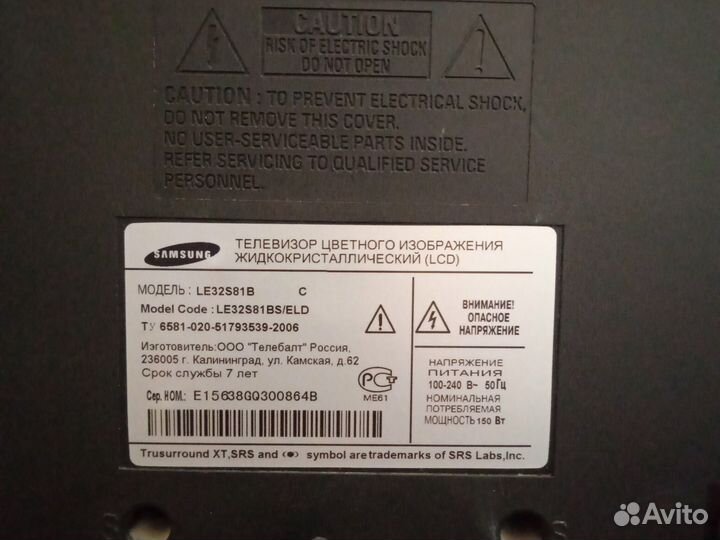 CAUTION
RISK OF ELECTRIC SHOCK
DO NOT OPEN
CAUTION : TO PREVENT ELECTRICAL SHOCK,
DO NOT REMOVE THIS COVER.
NO USER-SERVICEABLE PARTS INSIDE.
REFER SERVICING TO QUALIFIED SERVICE
PERSONNEL.
SAMSUNG
ТЕЛЕВИЗОР ЦВЕТНОГО ИЗОБРАЖЕНИЯ
ЖИДКОКРИСТАЛЛИЧЕСКИЙ (LCD)
МОДЕЛЬ : LE32S81B C
Model Code : LE32S81BS/ELD
ТУ 6581-020-51793539-2006
Изготовитель:ООО "Телебалт" Россия,
236005 г. Калининград, ул. Камская, д.62
Срок службы 7 лет
Сер. НОМ.: E15638GQ300864B
РСТ
МЕ61
ВНИМАНИЕ!
ОПАСНОЕ
НАПРЯЖЕНИЕ
НАПРЯЖЕНИЕ
ПИТАНИЯ
100-240 В~ 50Гц
НОМИНАЛЬНАЯ
ПОТРЕБЛЯЕМАЯ
МОЩНОСТЬ 150 Вт
Trusurround XT,SRS and (●) symbol are trademarks of SRS Labs,Inc.
S
S
Avito